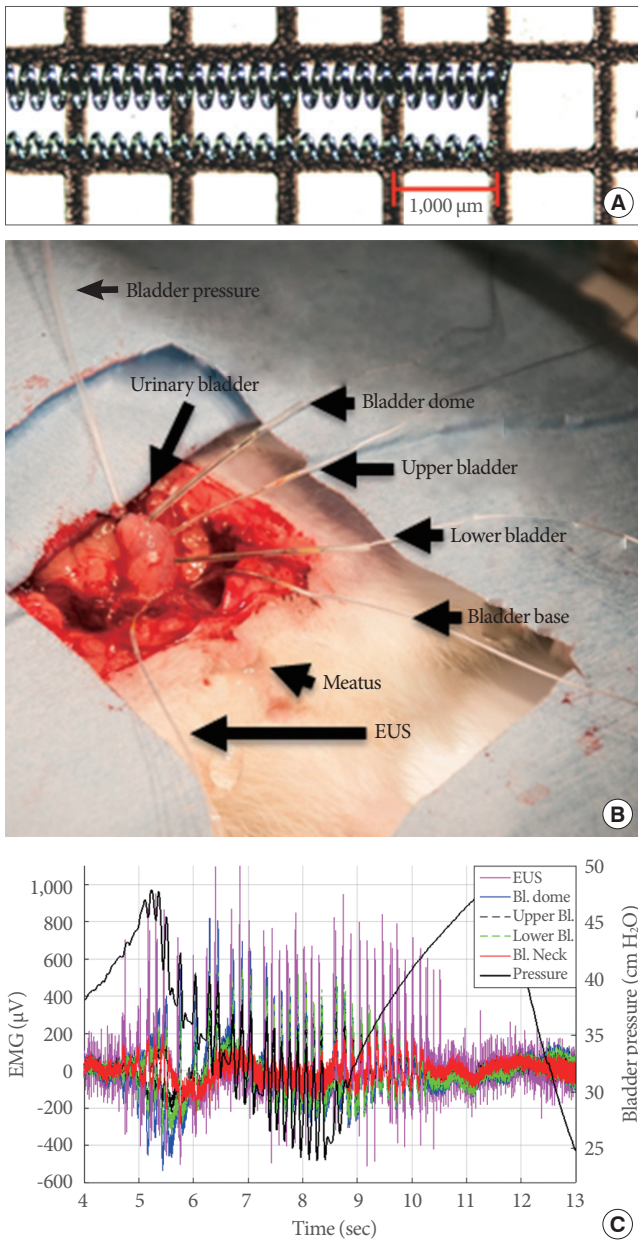 1,000 μm
A
Bladder pressure
Urinary bladder
Bladder dome
Upper bladder
Lower bladder
Bladder base
Meatus
EUS
B
1,000
800
600
400
200
0
-200
-400
-600
EMG (μV)
4 5 6 7 8 9 10 11 12 13
Time (sec)
50
45
40
35
30
25
Bladder pressure (cm H₂O)
EUS
Bl. dome
Upper Bl.
Lower Bl.
Bl. Neck
Pressure
C